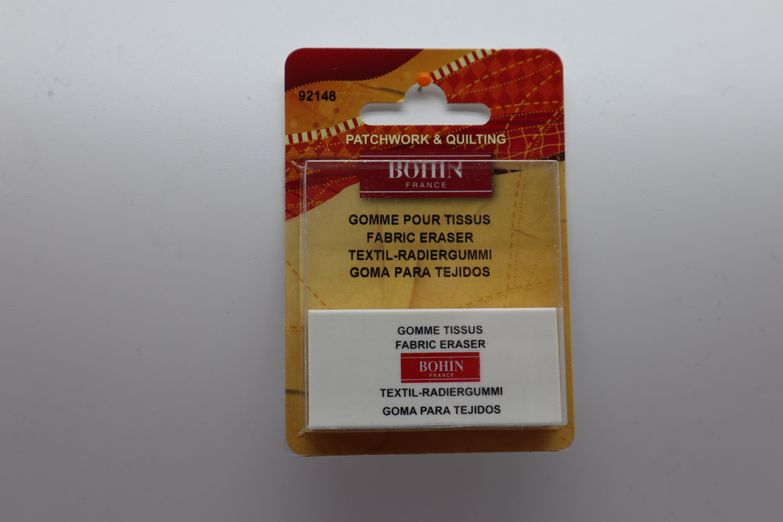 92148
PATCHWORK & QUILTING
BOHIN
FRANCE
GOMME POUR TISSUS
FABRIC ERASER
TEXTIL-RADIERGUMMI
GOMA PARA TEJIDOS
GOMME TISSUS
FABRIC ERASER
BOHIN
FRANCE
TEXTIL-RADIERGUMMI
GOMA PARA TEJIDOS